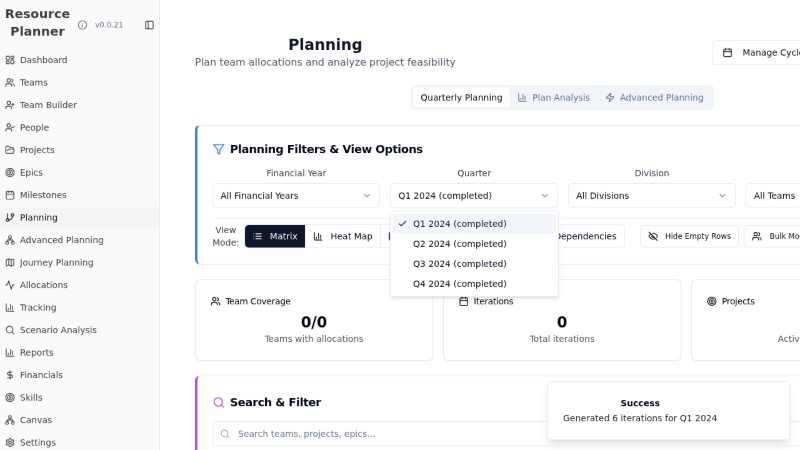 Resource Planner
v0.0.21
Dashboard
Teams
Team Builder
People
Projects
Epics
Milestones
Planning
Advanced Planning
Journey Planning
Allocations
Tracking
Scenario Analysis
Reports
Financials
Skills
Canvas
Settings
Planning
Plan team allocations and analyze project feasibility
Manage Cycl
Quarterly Planning
Plan Analysis
Advanced Planning
Planning Filters & View Options
Financial Year
Quarter
Division
All Financial Years
Q1 2024 (completed)
All Divisions
All Teams
Q1 2024 (completed)
Q2 2024 (completed)
Q3 2024 (completed)
Q4 2024 (completed)
View Mode:
Matrix
Heat Map
Dependencies
Hide Empty Rows
Bulk Mo
Team Coverage
0/0
Teams with allocations
Iterations
0
Total iterations
Projects
Activ
Search & Filter
Search teams, projects, epics...
Success
Generated 6 iterations for Q1 2024